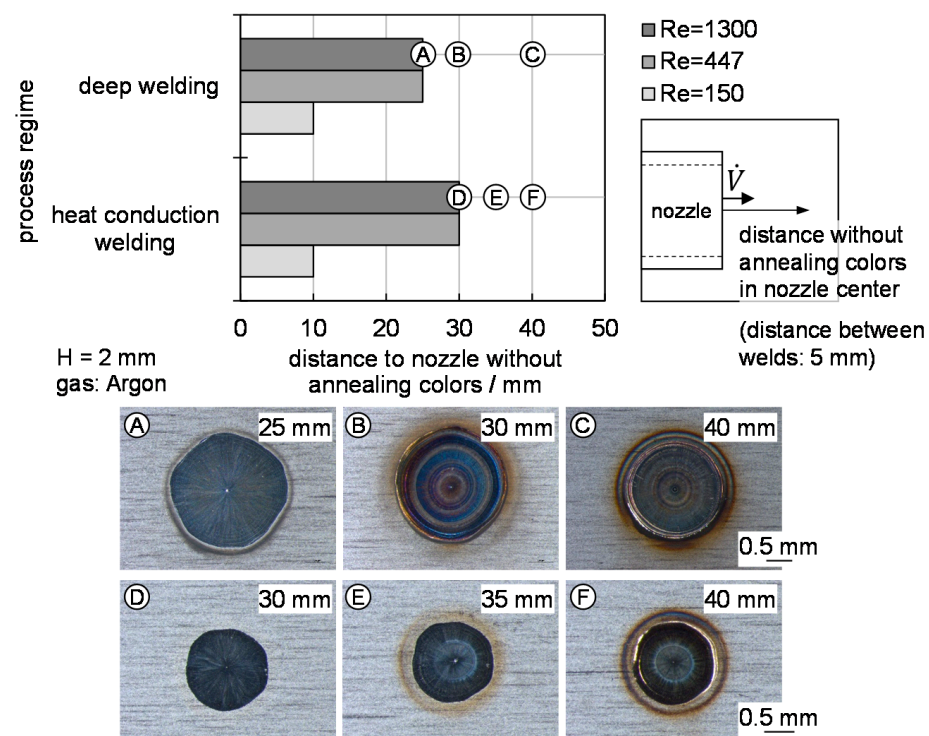 process regime
deep welding
heat conduction
welding
A B C
D E F
0 10 20 30 40 50
distance to nozzle without
annealing colors / mm
H = 2 mm
gas: Argon
Re=1300
Re=447
Re=150
V̇
nozzle
distance without
annealing colors
in nozzle center
(distance between
welds: 5 mm)
A 25 mm
B 30 mm
C 40 mm
0.5 mm
D 30 mm
E 35 mm
F 40 mm
0.5 mm